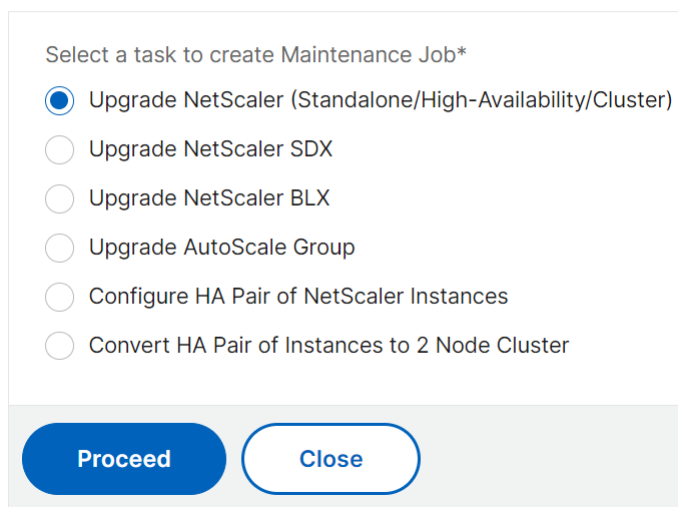 Select a task to create Maintenance Job*
Upgrade NetScaler (Standalone/High-Availability/Cluster)
Upgrade NetScaler SDX
Upgrade NetScaler BLX
Upgrade AutoScale Group
Configure HA Pair of NetScaler Instances
Convert HA Pair of Instances to 2 Node Cluster
Proceed
Close